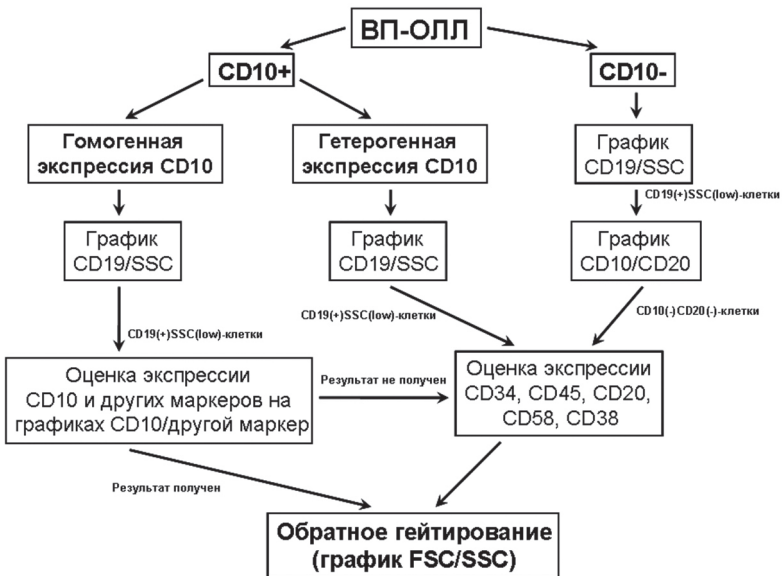 ВП-ОЛЛ
CD10+
CD10-
Гомогенная
экспрессия CD10
Гетерогенная
экспрессия CD10
График
CD19/SSC
CD19(+)SSC(low)-клетки
График
CD19/SSC
График
CD19/SSC
График
CD10/CD20
CD19(+)SSC(low)-клетки
CD19(+)SSC(low)-клетки
CD10(-)CD20(-)-клетки
Оценка экспрессии
CD10 и других маркеров на
графиках CD10/другой маркер
Результат не получен
Оценка экспрессии
CD34, CD45, CD20,
CD58, CD38
Результат получен
Обратное гейтирование
(график FSC/SSC)